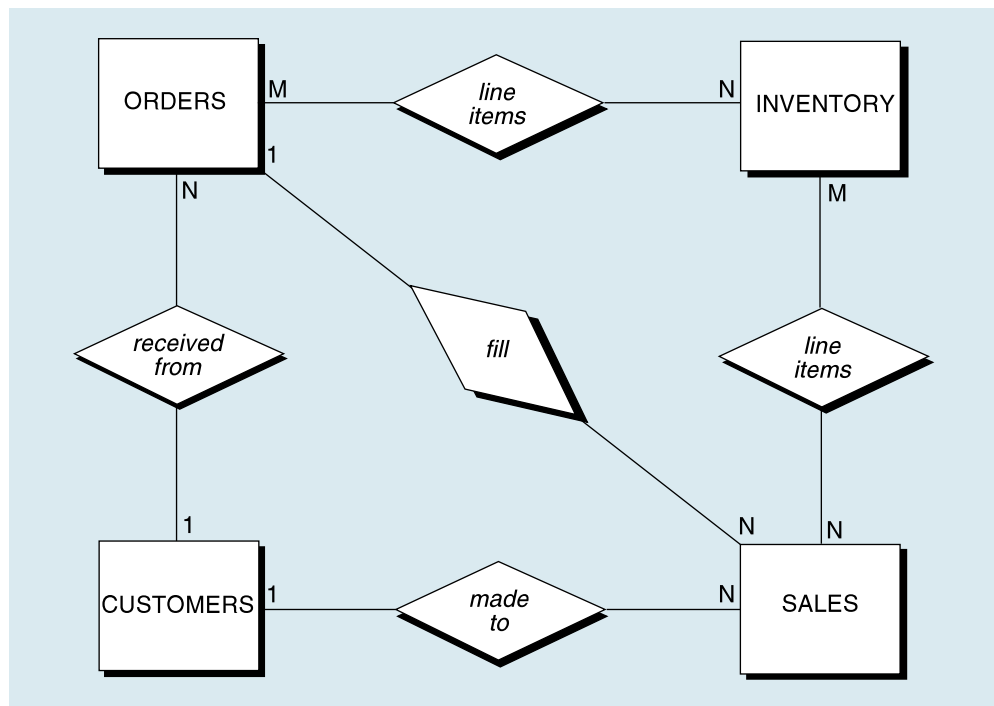 ORDERS
M
line
items
N
INVENTORY
1
N
M
received
from
fill
line
items
1
N
N
CUSTOMERS
1
made
to
N
SALES